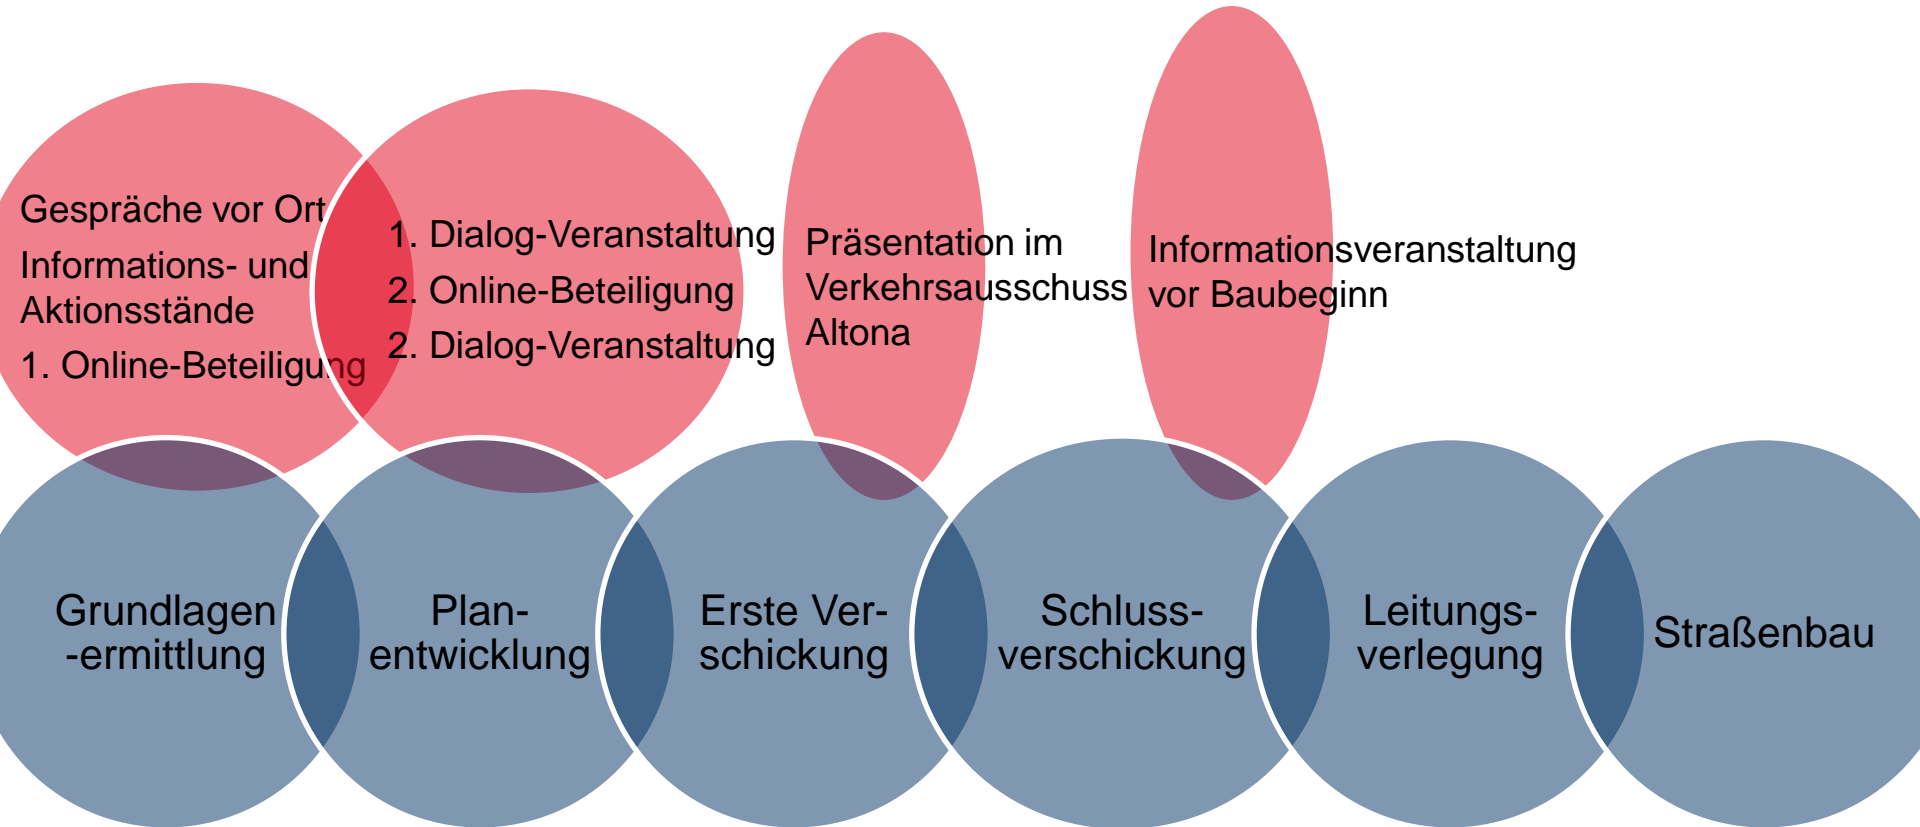 Gespräche vor Ort
Informations- und
Aktionsstände
1. Online-Beteiligung
1. Dialog-Veranstaltung
2. Online-Beteiligung
2. Dialog-Veranstaltung
Präsentation im
Verkehrsausschuss
Altona
Informationsveranstaltung
vor Baubeginn
Grundlagen
-ermittlung
Plan-
entwicklung
Erste Ver-
schickung
Schluss-
verschickung
Leitungs-
verlegung
Straßenbau